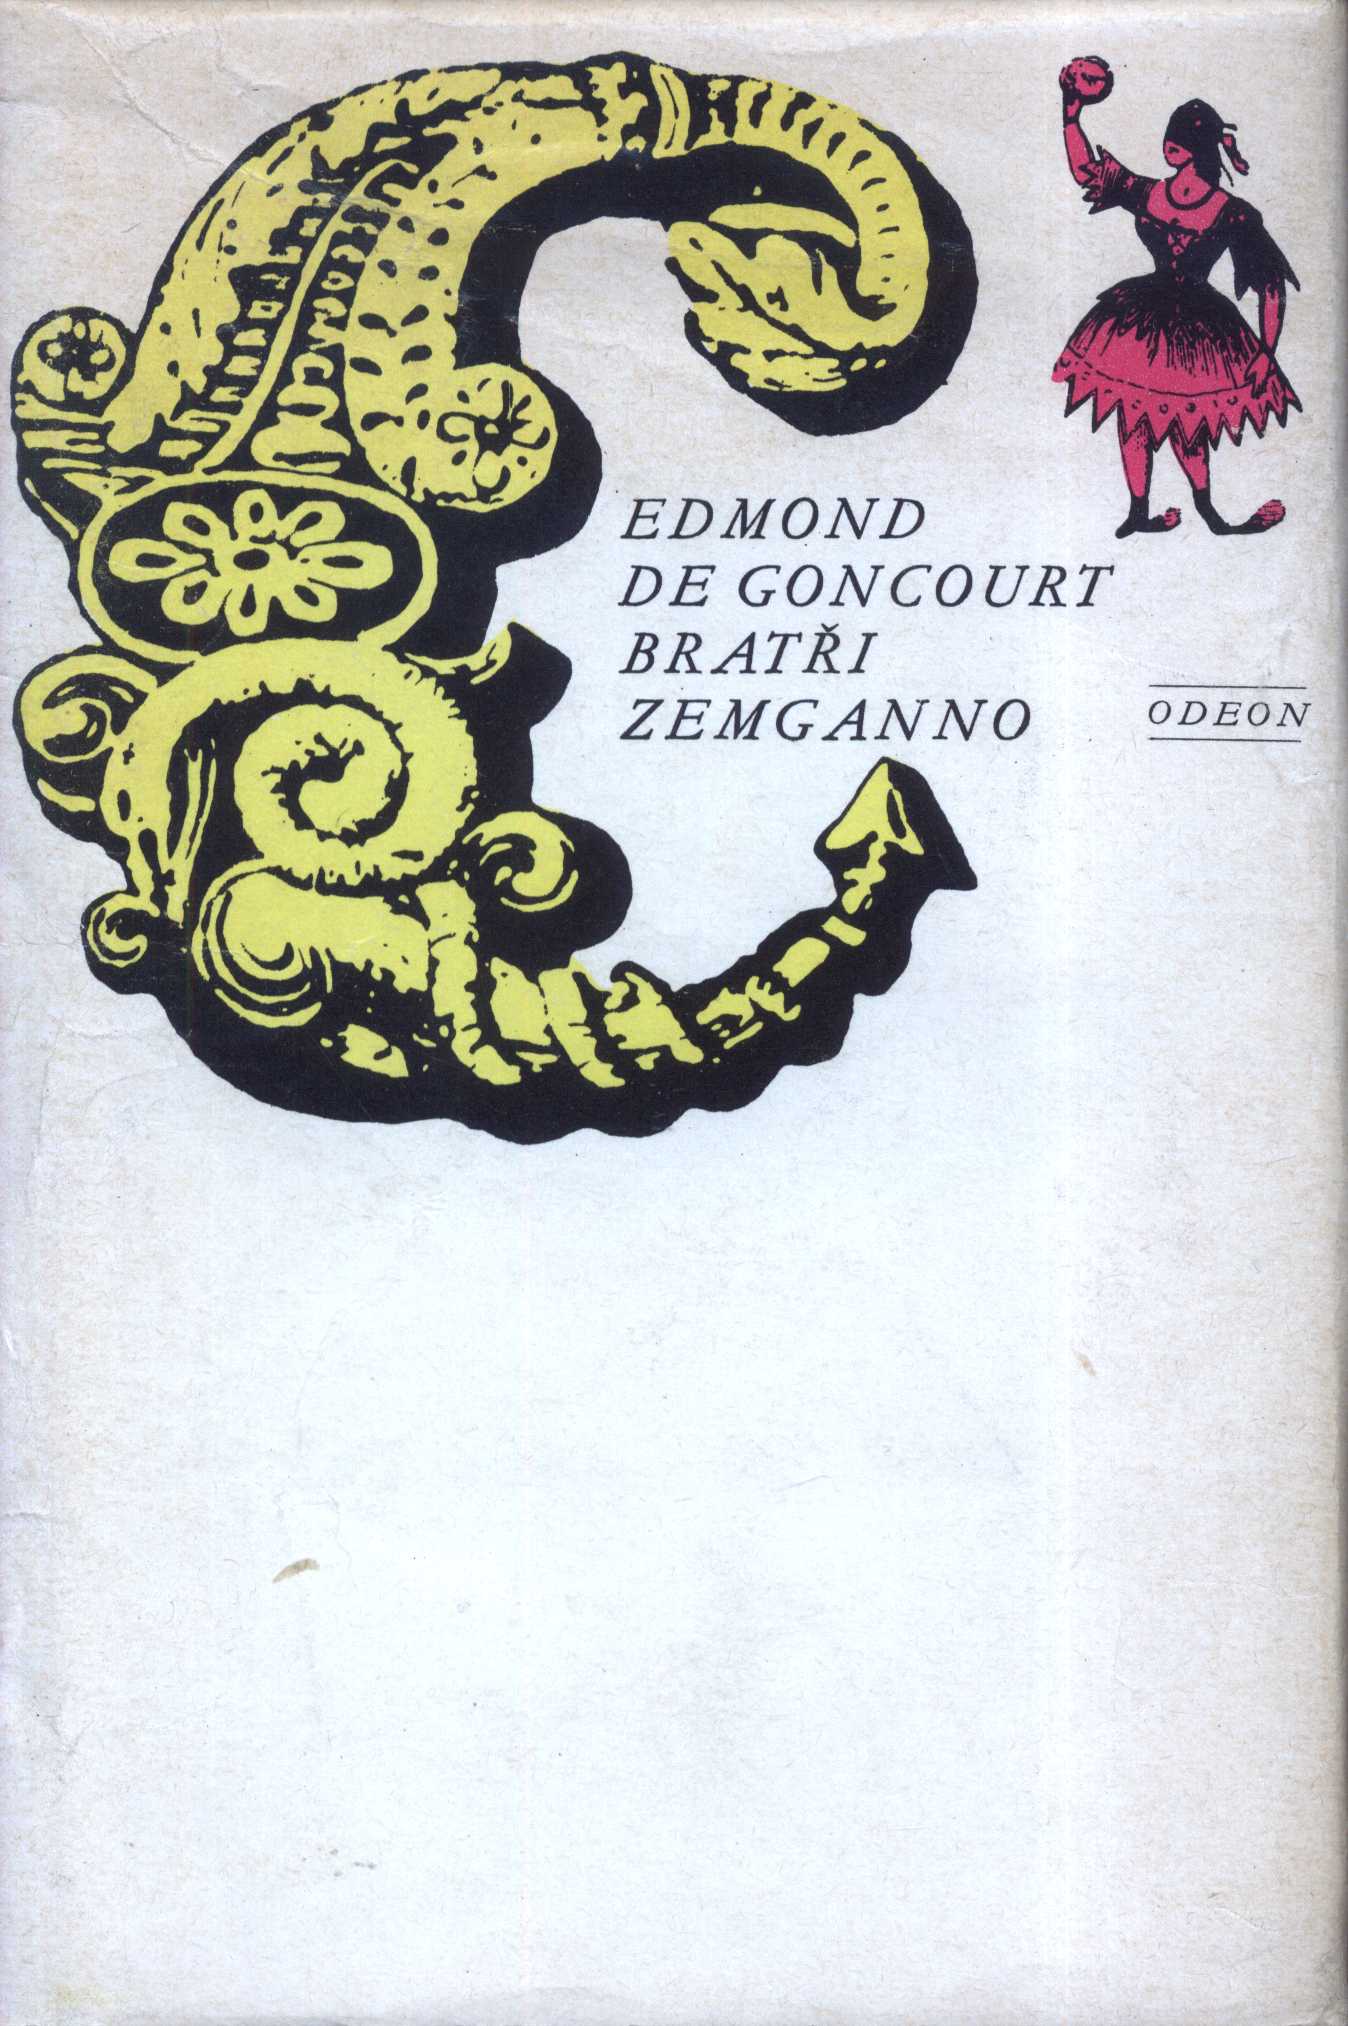 EDMOND
DE GONCOURT
BRATŘI
ZEMGANNO
ODEON